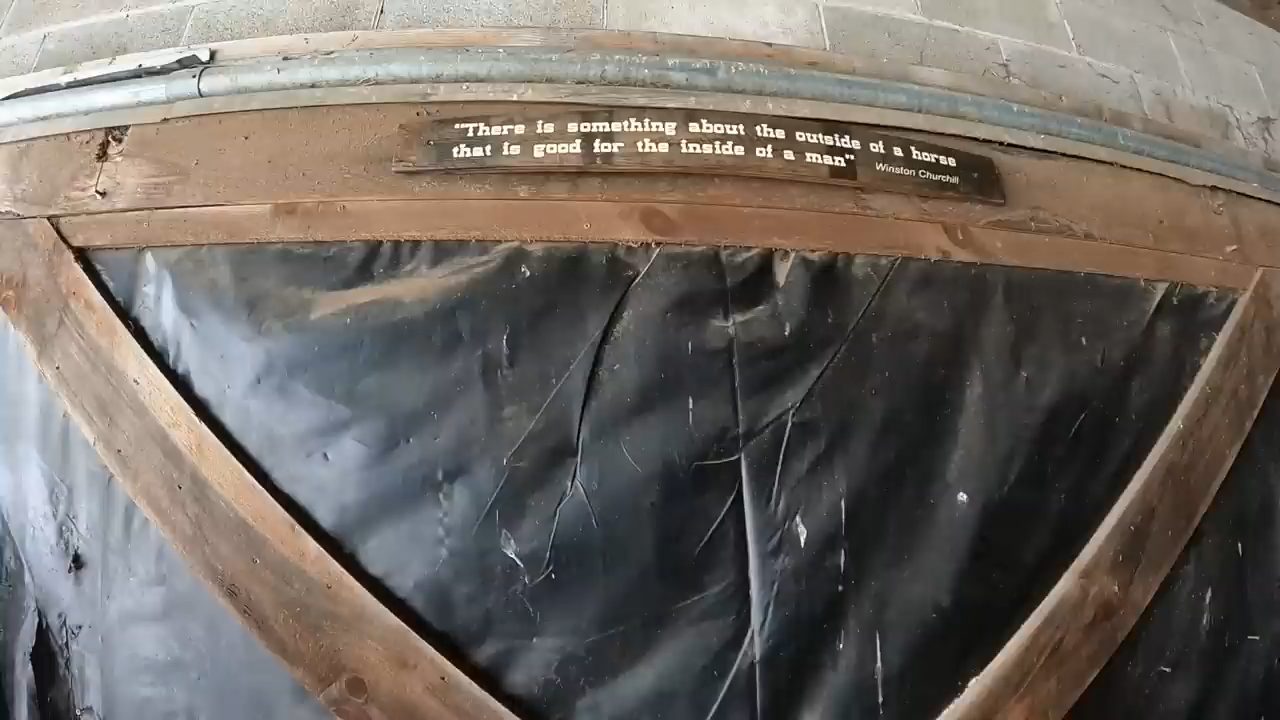 “There is something about the outside of a horse
that is good for the inside of a man”
Winston Churchill